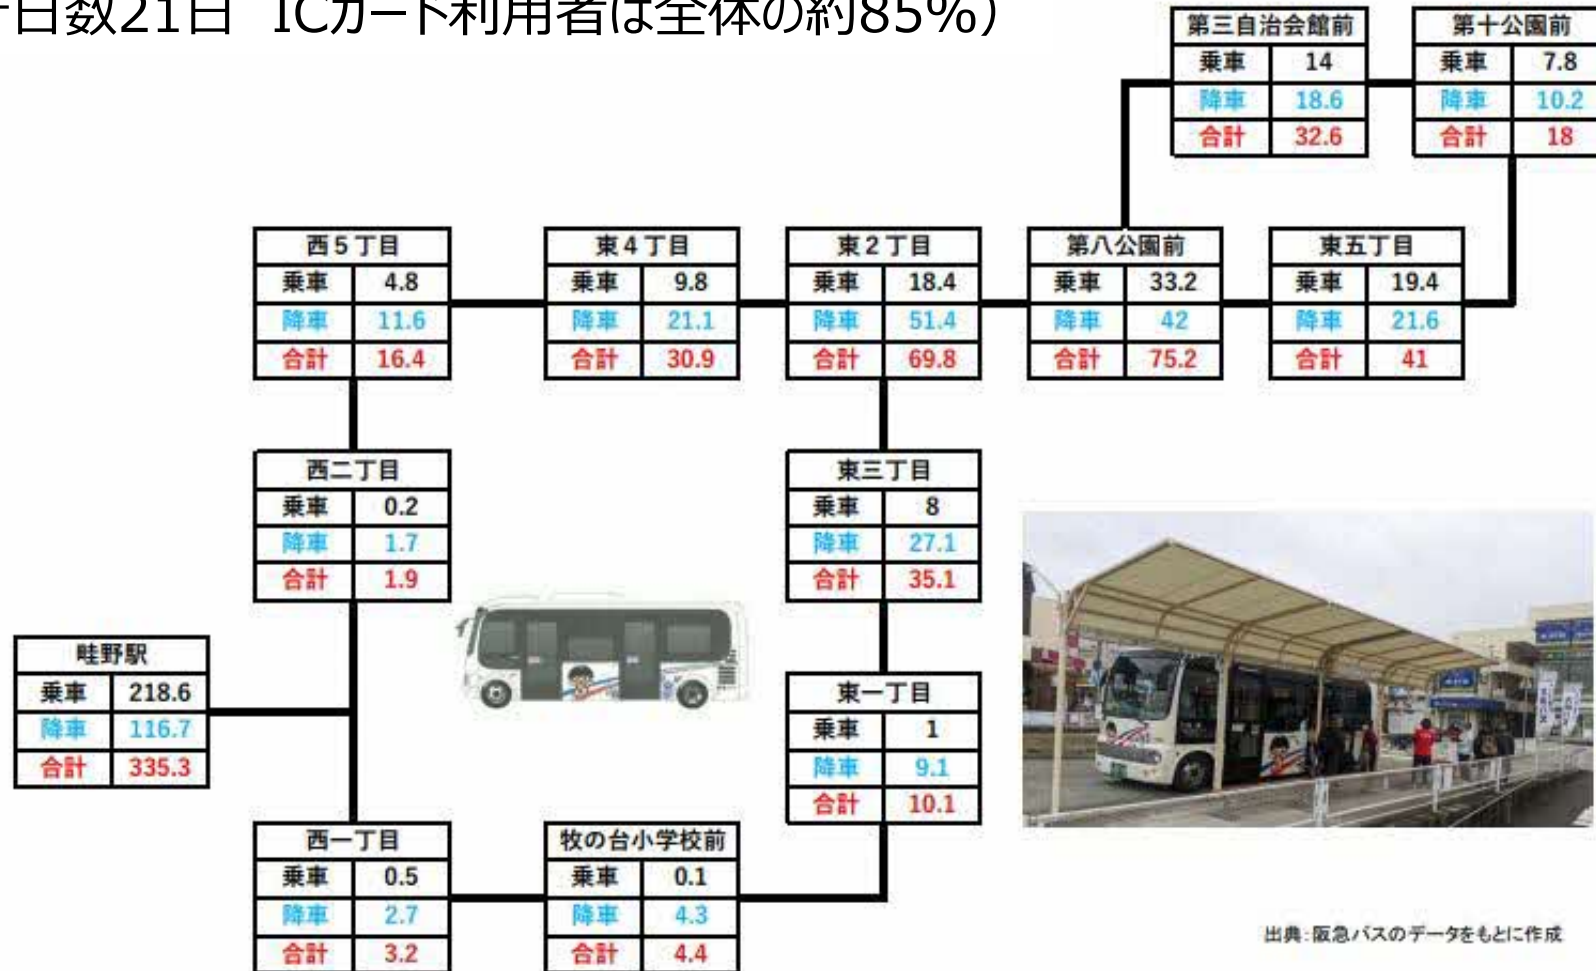 日数21日 ICカード利用者は全体の約85%）
第三自治会館前
乗車 14
降車 18.6
合計 32.6
第十公園前
乗車 7.8
降車 10.2
合計 18
西５丁目
乗車 4.8
降車 11.6
合計 16.4
東４丁目
乗車 9.8
降車 21.1
合計 30.9
東２丁目
乗車 18.4
降車 51.4
合計 69.8
第八公園前
乗車 33.2
降車 42
合計 75.2
東五丁目
乗車 19.4
降車 21.6
合計 41
西二丁目
乗車 0.2
降車 1.7
合計 1.9
東三丁目
乗車 8
降車 27.1
合計 35.1
畦野駅
乗車 218.6
降車 116.7
合計 335.3
東一丁目
乗車 1
降車 9.1
合計 10.1
西一丁目
乗車 0.5
降車 2.7
合計 3.2
牧の台小学校前
乗車 0.1
降車 4.3
合計 4.4
出典：阪急バスのデータをもとに作成